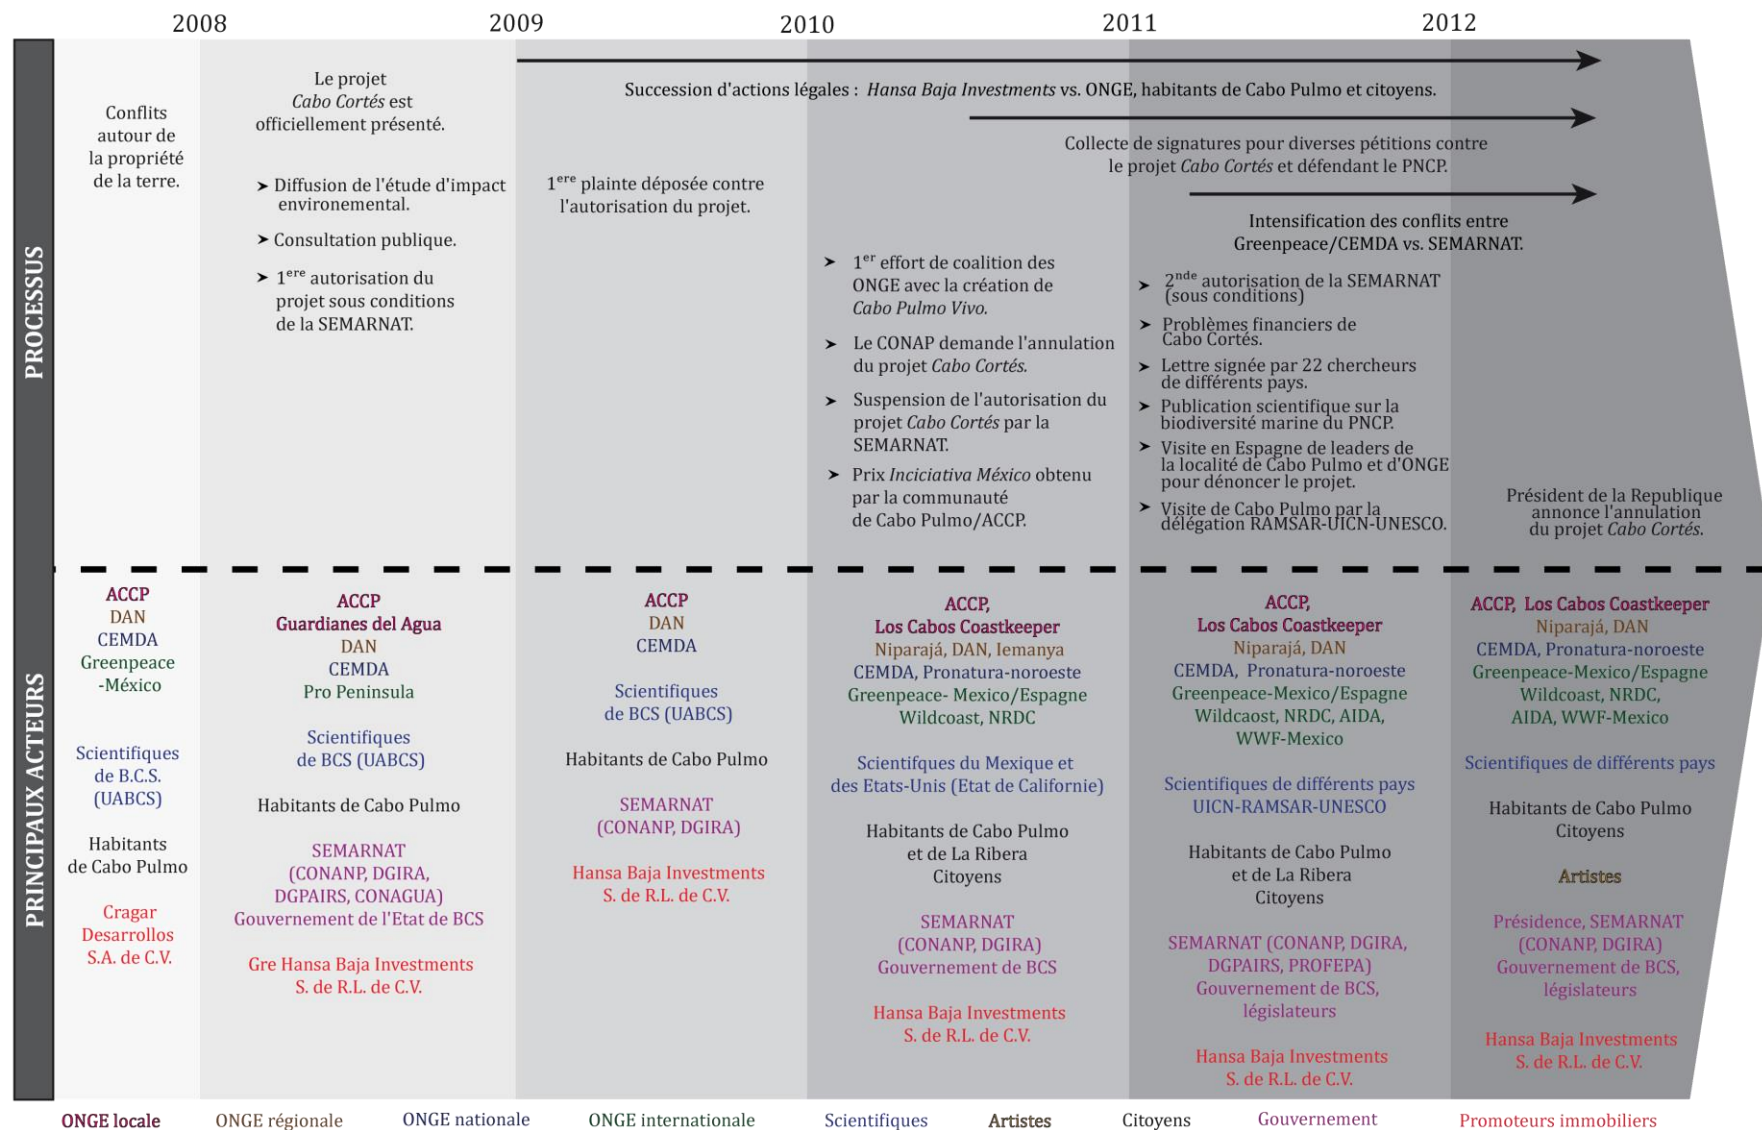 2008
2009
2010
2011
2012
PROCESSUS
Conflits
autour de
la propriété
de la terre.
Le projet
Cabo Cortés est
officiellement présenté.
➤ Diffusion de l'étude d'impact
environemental.
➤ Consultation publique.
➤ 1ere autorisation du
projet sous conditions
de la SEMARNAT.
Succession d'actions légales : Hansa Baja Investments vs. ONGE, habitants de Cabo Pulmo et citoyens.
Collecte de signatures pour diverses pétitions contre
le projet Cabo Cortés et défendant le PNCP.
Intensification des conflits entre
Greenpeace/CEMDA vs. SEMARNAT.
1ere plainte déposée contre
l'autorisation du projet.
➤ 1er effort de coalition des
ONGE avec la création de
Cabo Pulmo Vivo.
➤ Le CONAP demande l'annulation
du projet Cabo Cortés.
➤ Suspension de l'autorisation du
projet Cabo Cortés par la
SEMARNAT.
➤ Prix Inciciativa México obtenu
par la communauté
de Cabo Pulmo/ACCP.
➤ 2nde autorisation de la SEMARNAT
(sous conditions)
➤ Problèmes financiers de
Cabo Cortés.
➤ Lettre signée par 22 chercheurs
de différents pays.
➤ Publication scientifique sur la
biodiversité marine du PNCP.
➤ Visite en Espagne de leaders de
la localité de Cabo Pulmo et d'ONGE
pour dénoncer le projet.
➤ Visite de Cabo Pulmo par la
délégation RAMSAR-UICN-UNESCO.
Président de la Republique
annonce l'annulation
du projet Cabo Cortés.
PRINCIPAUX ACTEURS
ACCP
DAN
CEMDA
Greenpeace
-México
Scientifiques
de B.C.S.
(UABCS)
Habitants
de Cabo Pulmo
Cragar
Desarrollos
S.A. de C.V.
ACCP
Guardianes del Agua
DAN
CEMDA
Pro Peninsula
Scientifiques
de BCS (UABCS)
Habitants de Cabo Pulmo
SEMARNAT
(CONANP, DGIRA,
DGPAIRS, CONAGUA)
Gouvernement de l'Etat de BCS
Gre Hansa Baja Investments
S. de R.L. de C.V.
ACCP
DAN
CEMDA
Scientifiques
de BCS (UABCS)
Habitants de Cabo Pulmo
SEMARNAT
(CONANP, DGIRA)
Hansa Baja Investments
S. de R.L. de C.V.
ACCP,
Los Cabos Coastkeeper
Niparajá, DAN, Iemanya
CEMDA, Pronatura-noroeste
Greenpeace- Mexico/Espagne
Wildcoast, NRDC
Scientifques du Mexique et
des Etats-Unis (Etat de Californie)
Habitants de Cabo Pulmo
et de La Ribera
Citoyens
SEMARNAT
(CONANP, DGIRA)
Gouvernement de BCS
Hansa Baja Investments
S. de R.L. de C.V.
ACCP,
Los Cabos Coastkeeper
Niparajá, DAN
CEMDA, Pronatura-noroeste
Greenpeace-Mexico/Espagne
Wildcaost, NRDC, AIDA,
WWF-Mexico
Scientifiques de différents pays
UICN-RAMSAR-UNESCO
Habitants de Cabo Pulmo
et de La Ribera
Citoyens
SEMARNAT (CONANP, DGIRA,
DGPAIRS, PROFEPA)
Gouvernement de BCS,
législateurs
Hansa Baja Investments
S. de R.L. de C.V.
ACCP, Los Cabos Coastkeeper
Niparajá, DAN
CEMDA, Pronatura-noroeste
Greenpeace-Mexico/Espagne
Wildcoast, NRDC,
AIDA, WWF-Mexico
Scientifiques de différents pays
Habitants de Cabo Pulmo
Citoyens
Artistes
Présidence, SEMARNAT
(CONANP, DGIRA)
Gouvernement de BCS,
législateurs
Hansa Baja Investments
S. de R.L. de C.V.
ONGE locale
ONGE régionale
ONGE nationale
ONGE internationale
Scientifiques
Artistes
Citoyens
Gouvernement
Promoteurs immobiliers